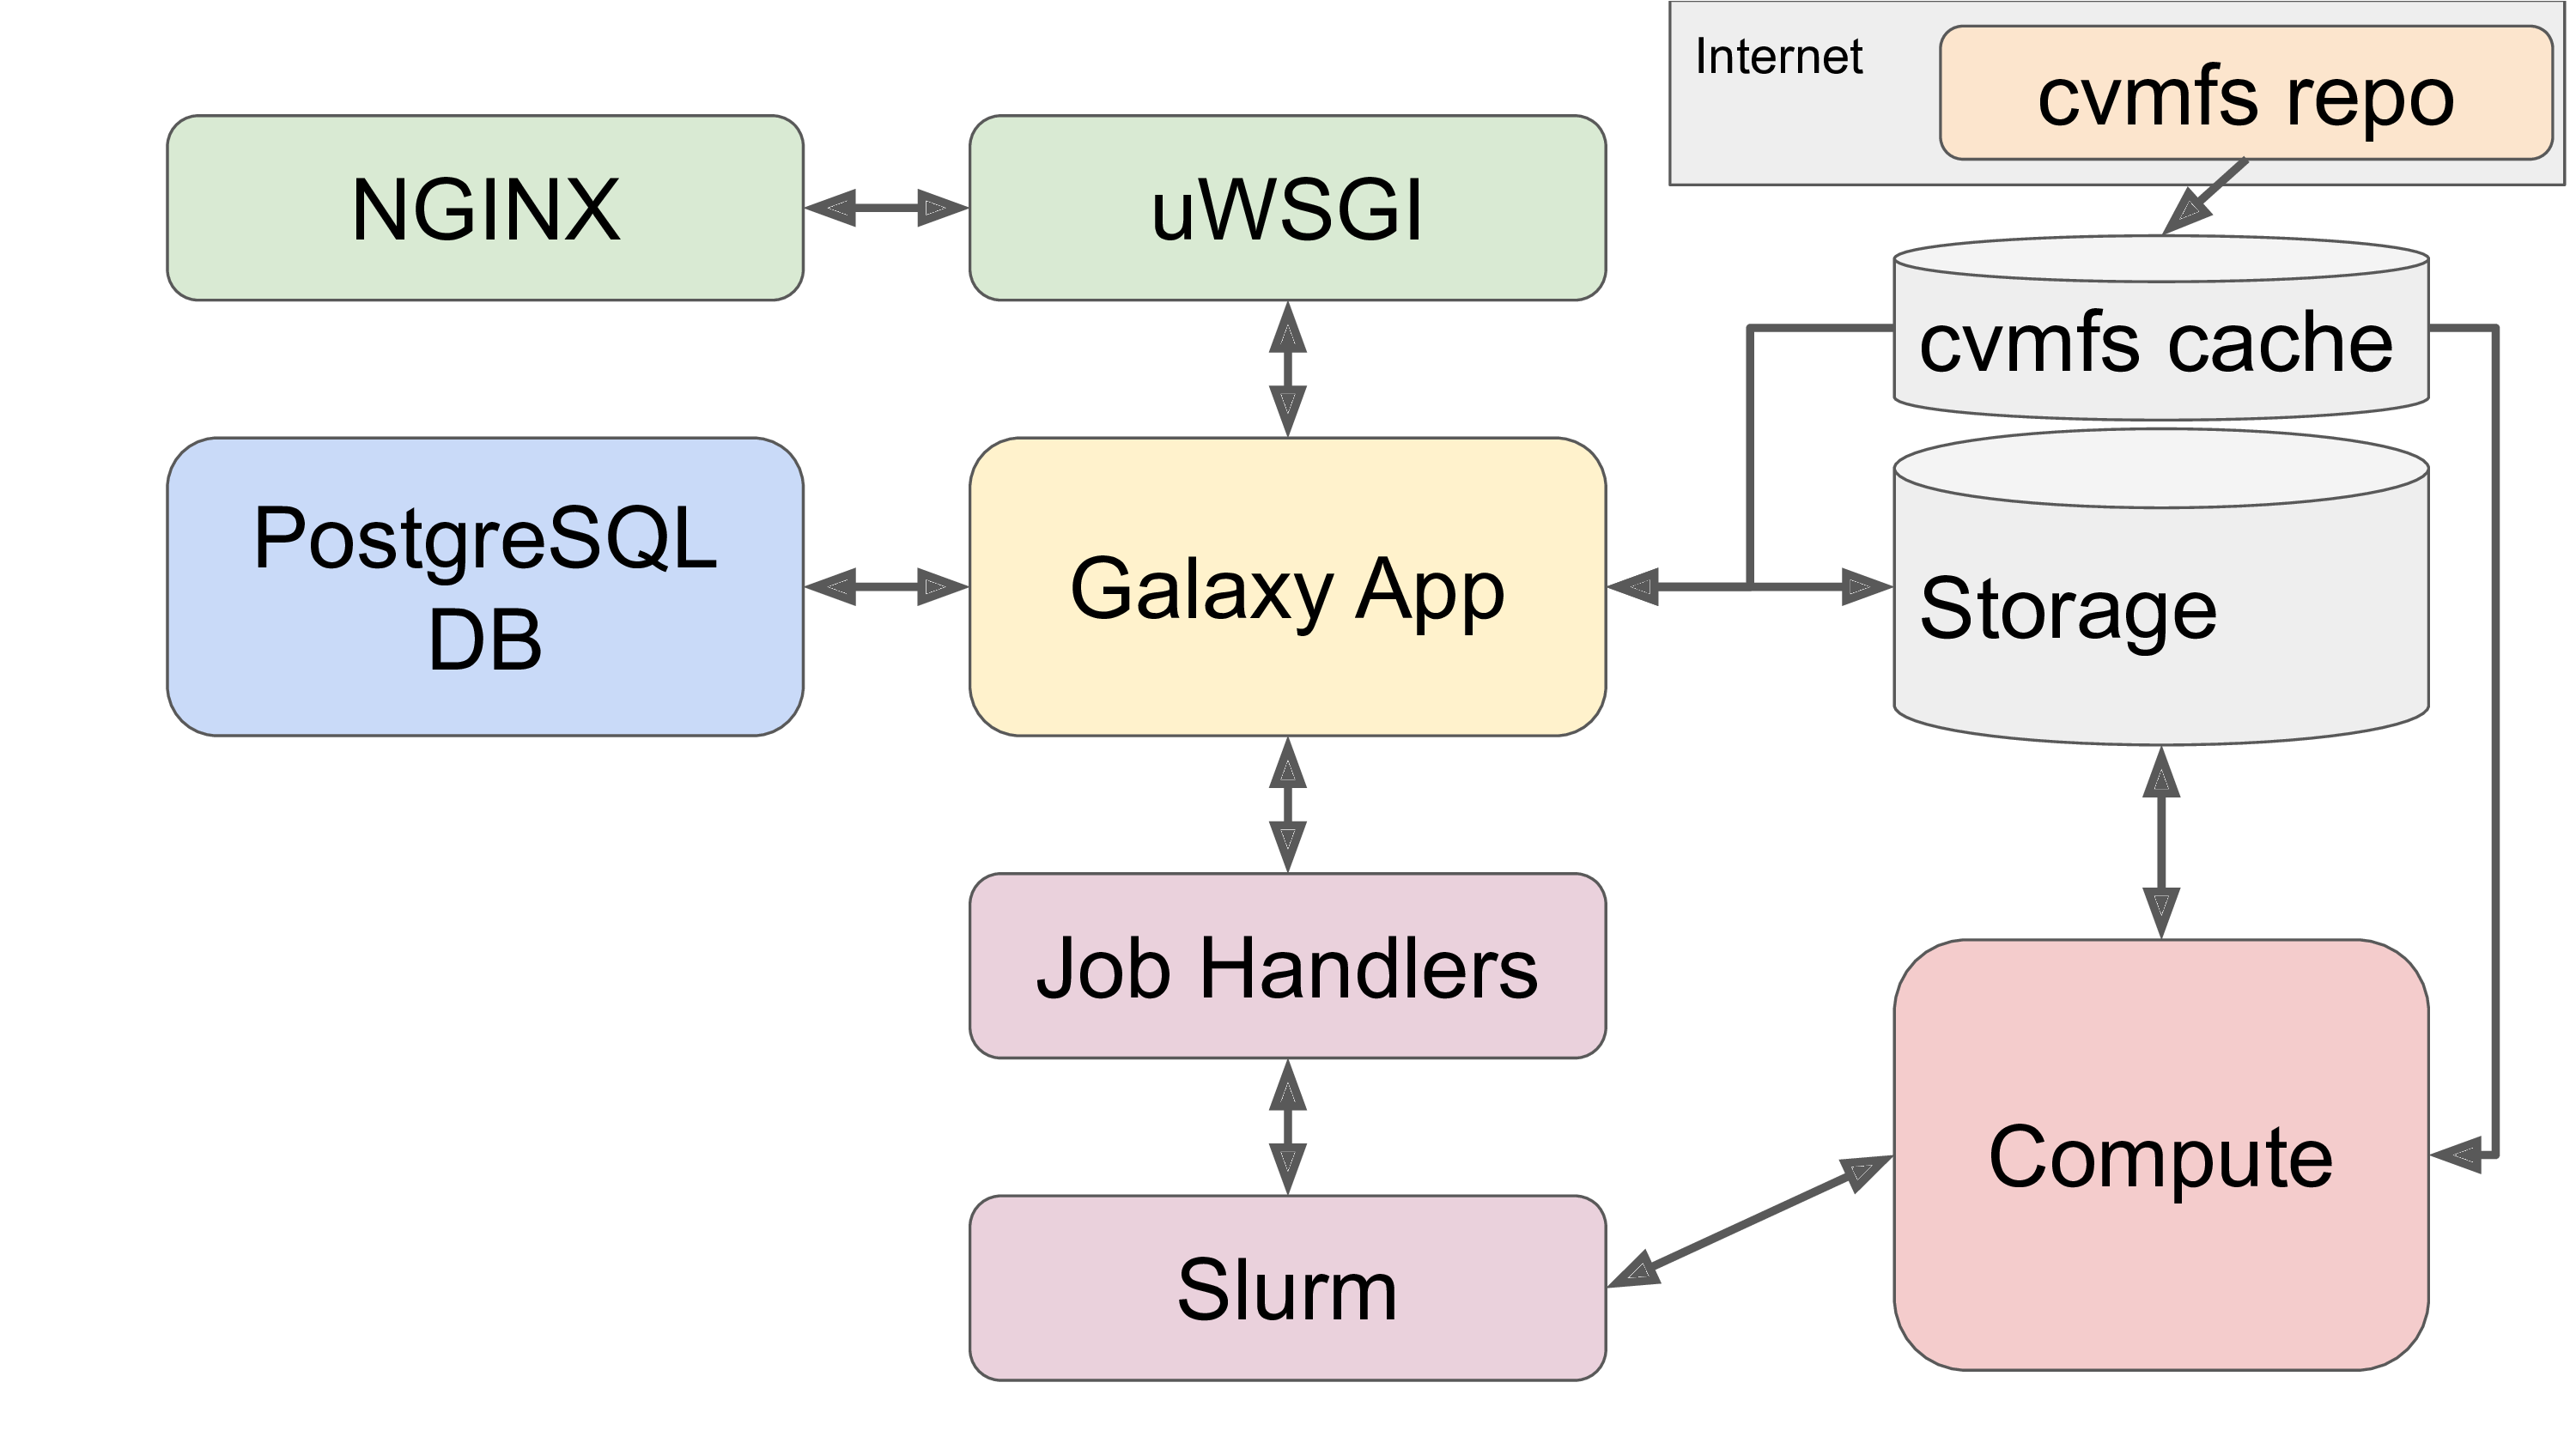 Internet
cvmfs repo
NGINX
uWSGI
cvmfs cache
PostgreSQL
DB
Galaxy App
Storage
Job Handlers
Compute
Slurm